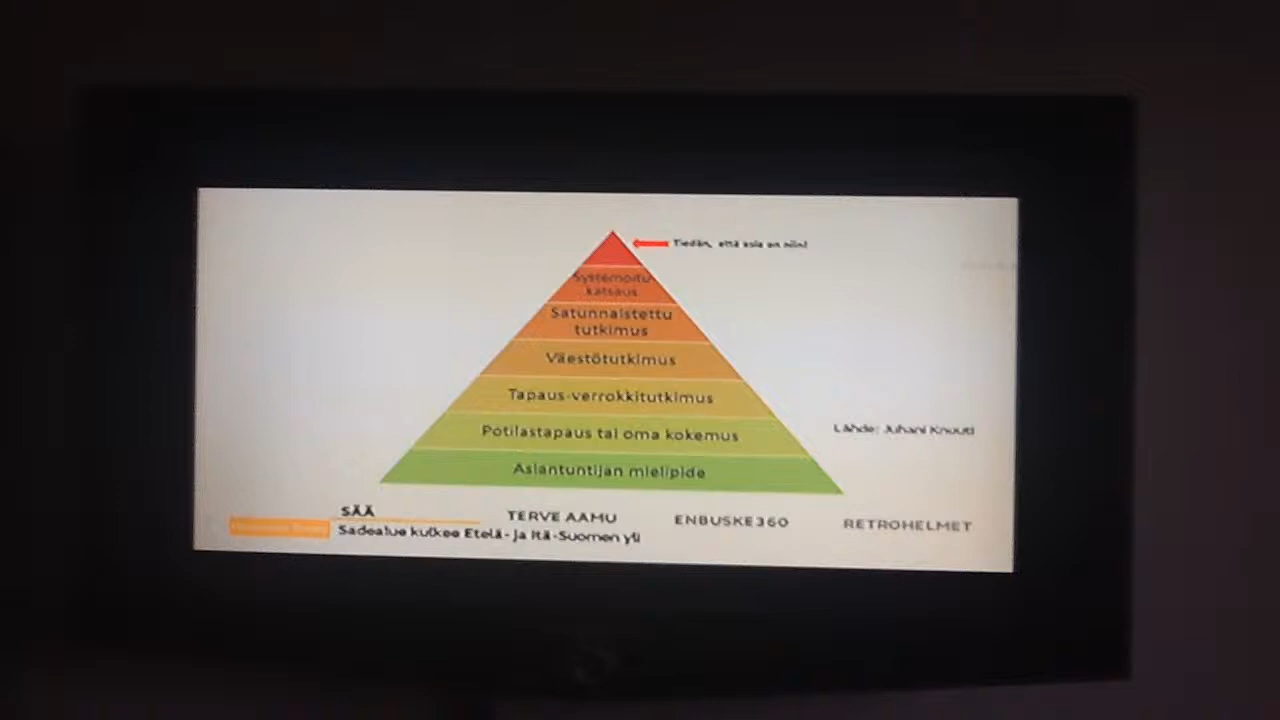 Tiedän, että asia on niin!
Systemoitu
katsaus
Satunnaistettu
tutkimus
Väestötutkimus
Tapaus-verrokkitutkimus
Potilastapaus tai oma kokemus
Lähde: Juhani Knuuti
Asiantuntijan mielipide
SÄÄ
TERVE AAMU
ENBUSKE360
RETROHELMET
Sadealue kulkee Etelä- ja Itä-Suomen yli